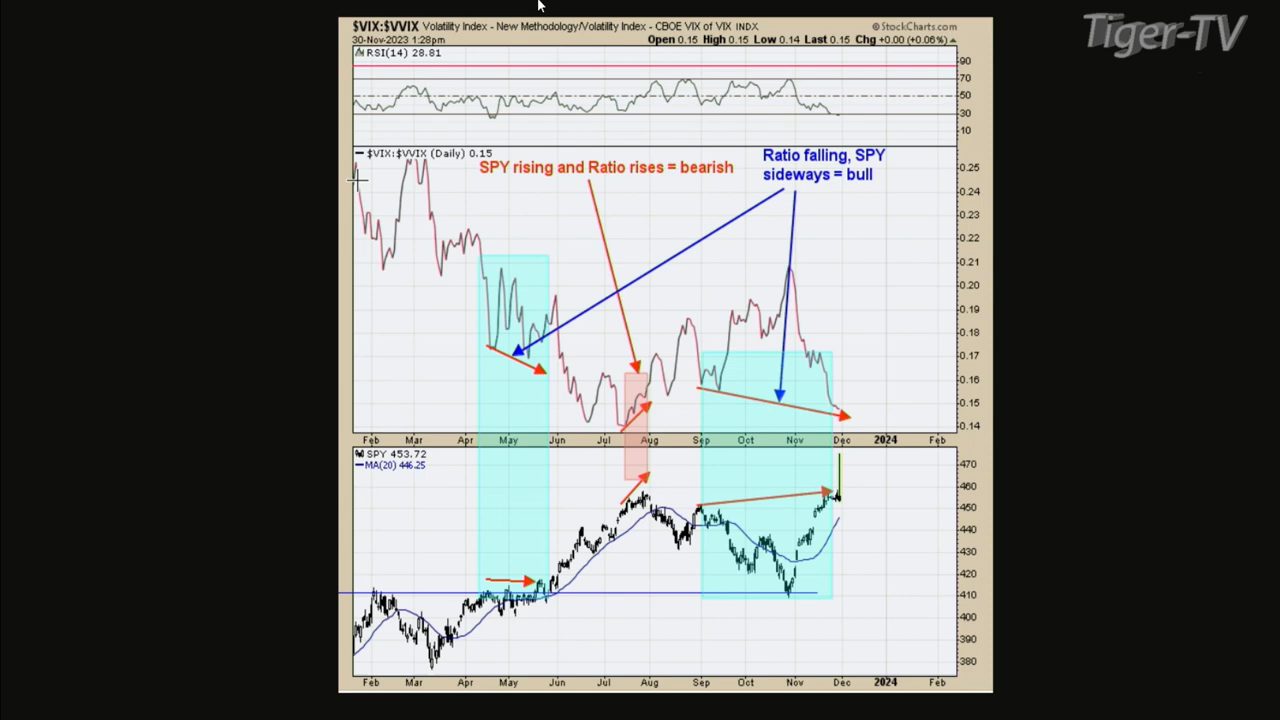 Tiger-TV
$VIX:$VVIX Volatility Index - New Methodology/Volatility Index - CBOE VIX of VIX INDX © StockCharts.com
30-Nov-2023 1:28pm Open 0.15 High 0.15 Low 0.14 Last 0.15 Chg +0.00 (+0.06%)
RSI(14) 28.81
90
70
50
30
10
$VIX:$VVIX (Daily) 0.15
SPY rising and Ratio rises = bearish
Ratio falling, SPY
sideways = bull
0.25
0.24
0.23
0.22
0.21
0.20
0.19
0.18
0.17
0.16
0.15
0.14
Feb Mar Apr May Jun Jul Aug Sep Oct Nov Dec 2024 Feb
SPY 453.72
MA(20) 446.25
470
460
450
440
430
420
410
400
390
380
Feb Mar Apr May Jun Jul Aug Sep Oct Nov Dec 2024 Feb